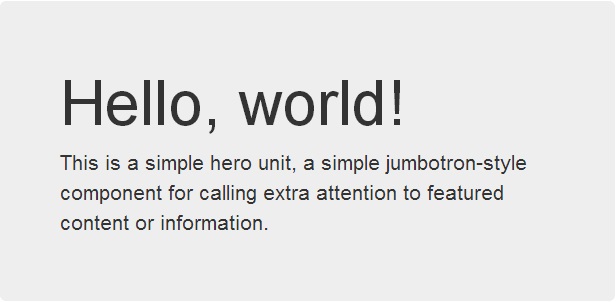 Hello, world!
This is a simple hero unit, a simple jumbotron-style
component for calling extra attention to featured
content or information.